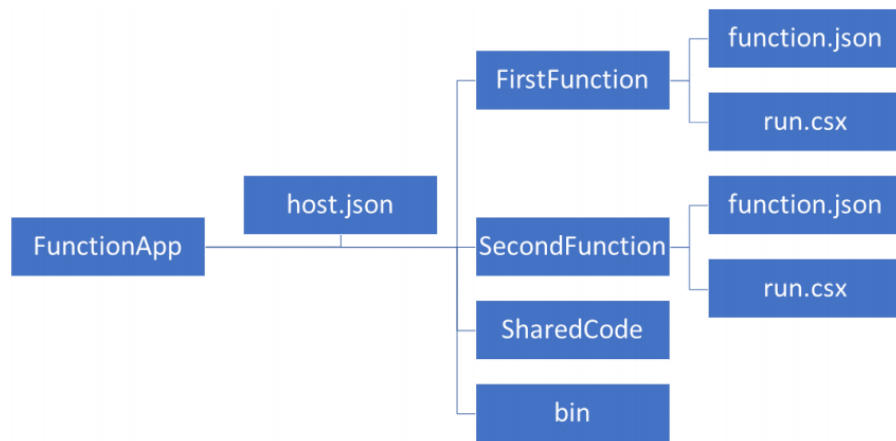 function.json
FirstFunction
run.csx
host.json
function.json
FunctionApp
SecondFunction
run.csx
SharedCode
bin